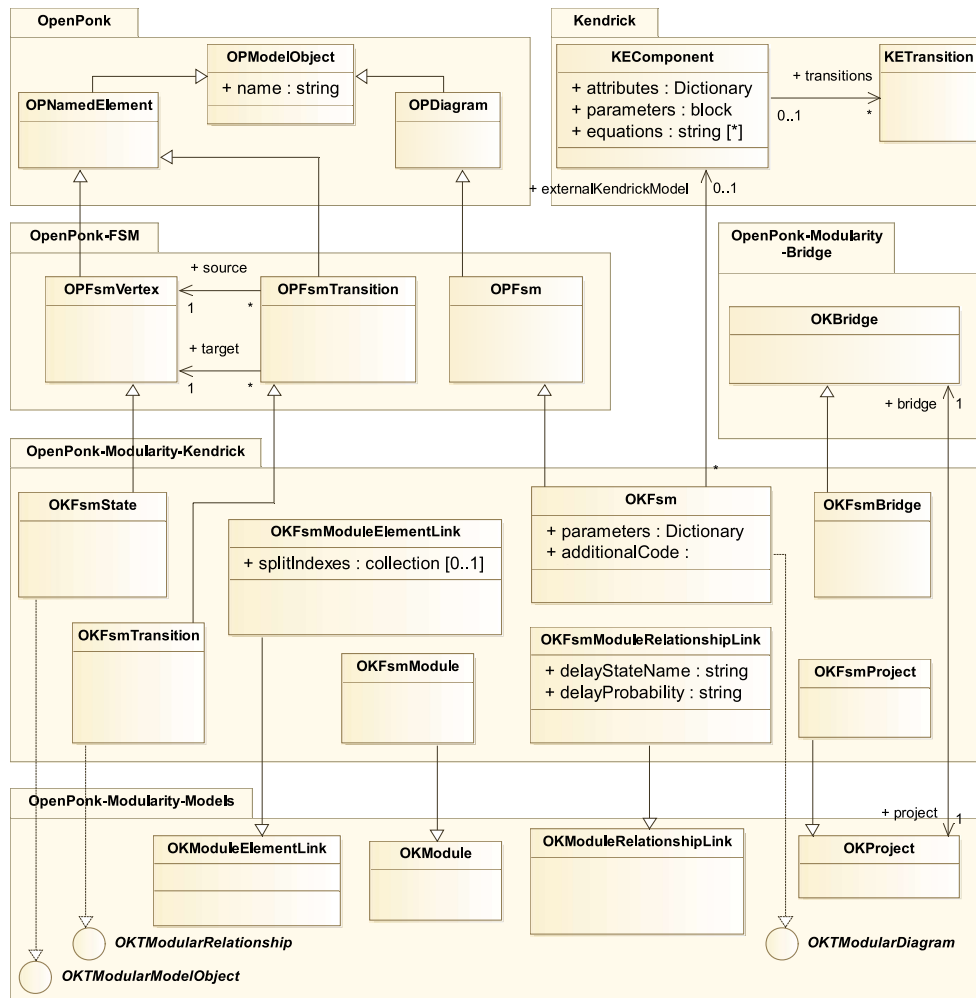 OpenPonk
Kendrick
OPModelObject
+ name : string
KEComponent
+ attributes : Dictionary
+ parameters : block
+ equations : string [*]
+ transitions
0..1
*
KETransition
OPNamedElement
OPDiagram
+ externalKendrickModel
0..1
OpenPonk-FSM
OpenPonk-Modularity
-Bridge
OPFsmVertex
+ source
1
*
+ target
1
*
OPFsmTransition
OPFsm
OKBridge
+ bridge
1
OpenPonk-Modularity-Kendrick
*
OKFsmState
OKFsmModuleElementLink
+ splitIndexes : collection [0..1]
OKFsm
+ parameters : Dictionary
+ additionalCode :
OKFsmBridge
OKFsmTransition
OKFsmModule
OKFsmModuleRelationshipLink
+ delayStateName : string
+ delayProbability : string
OKFsmProject
OpenPonk-Modularity-Models
+ project
1
OKModuleElementLink
OKModule
OKModuleRelationshipLink
OKProject
OKTModularRelationship
OKTModularDiagram
OKTModularModelObject